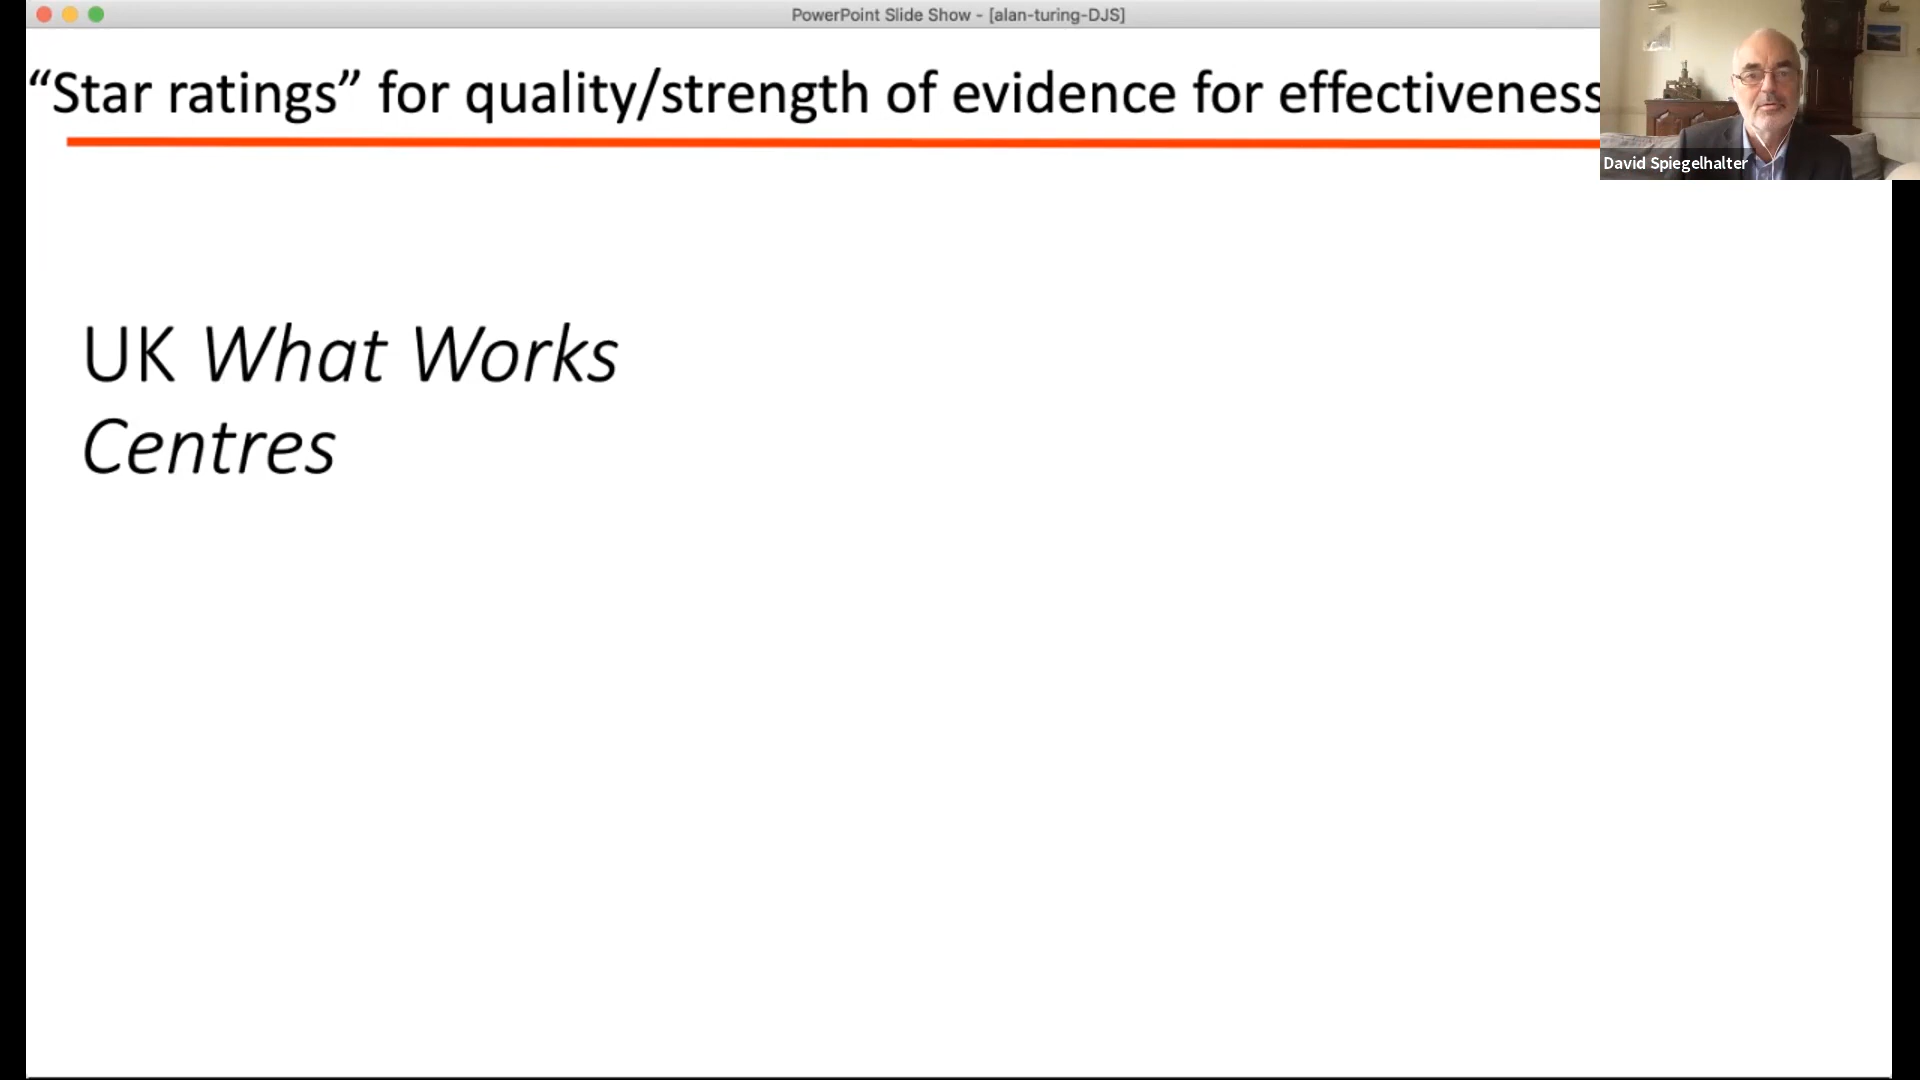 PowerPoint Slide Show - [alan-turing-DJS]
“Star ratings” for quality/strength of evidence for effectiveness
David Spiegelhalter
UK What Works
Centres